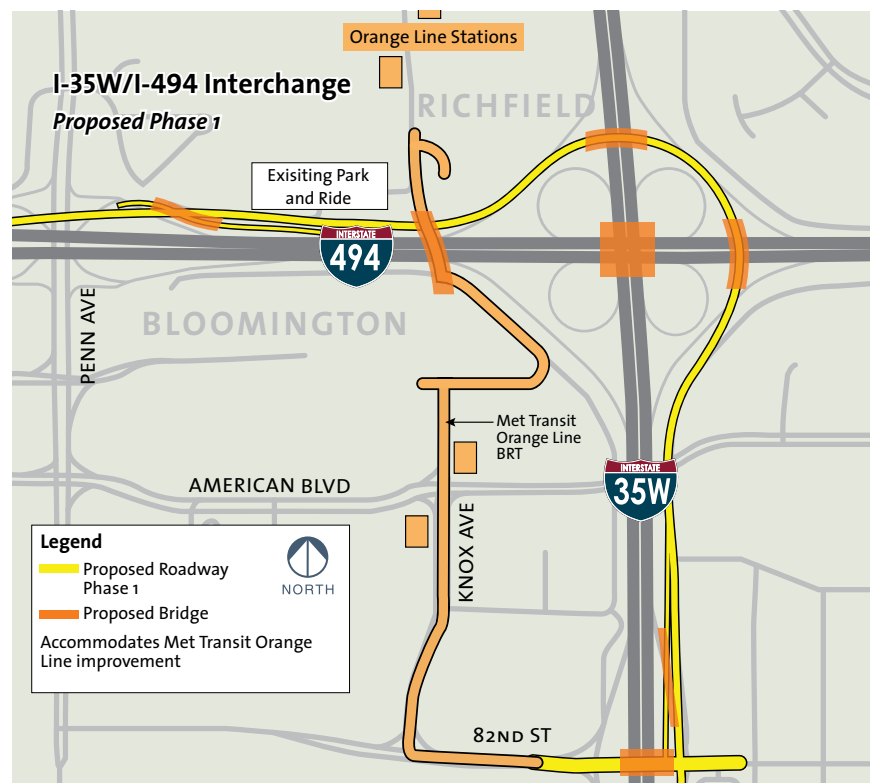 Orange Line Stations
I-35W/I-494 Interchange
Proposed Phase 1
RICHFIELD
Exisiting Park
and Ride
INTERSTATE
494
PENN AVE
BLOOMINGTON
Met Transit
Orange Line
BRT
INTERSTATE
35W
AMERICAN BLVD
KNOX AVE
Legend
Proposed Roadway
Phase 1
NORTH
Proposed Bridge
Accommodates Met Transit Orange
Line improvement
82ND ST